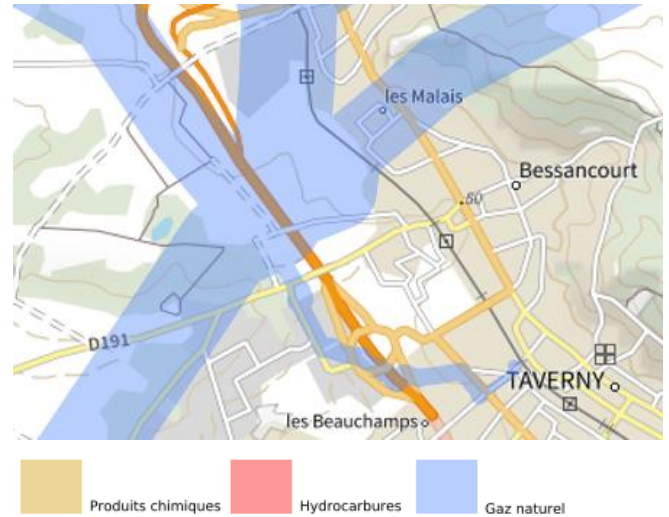 les Malais
Bessancourt
80
D191
TAVERNY
les Beauchamps
Produits chimiques
Hydrocarbures
Gaz naturel